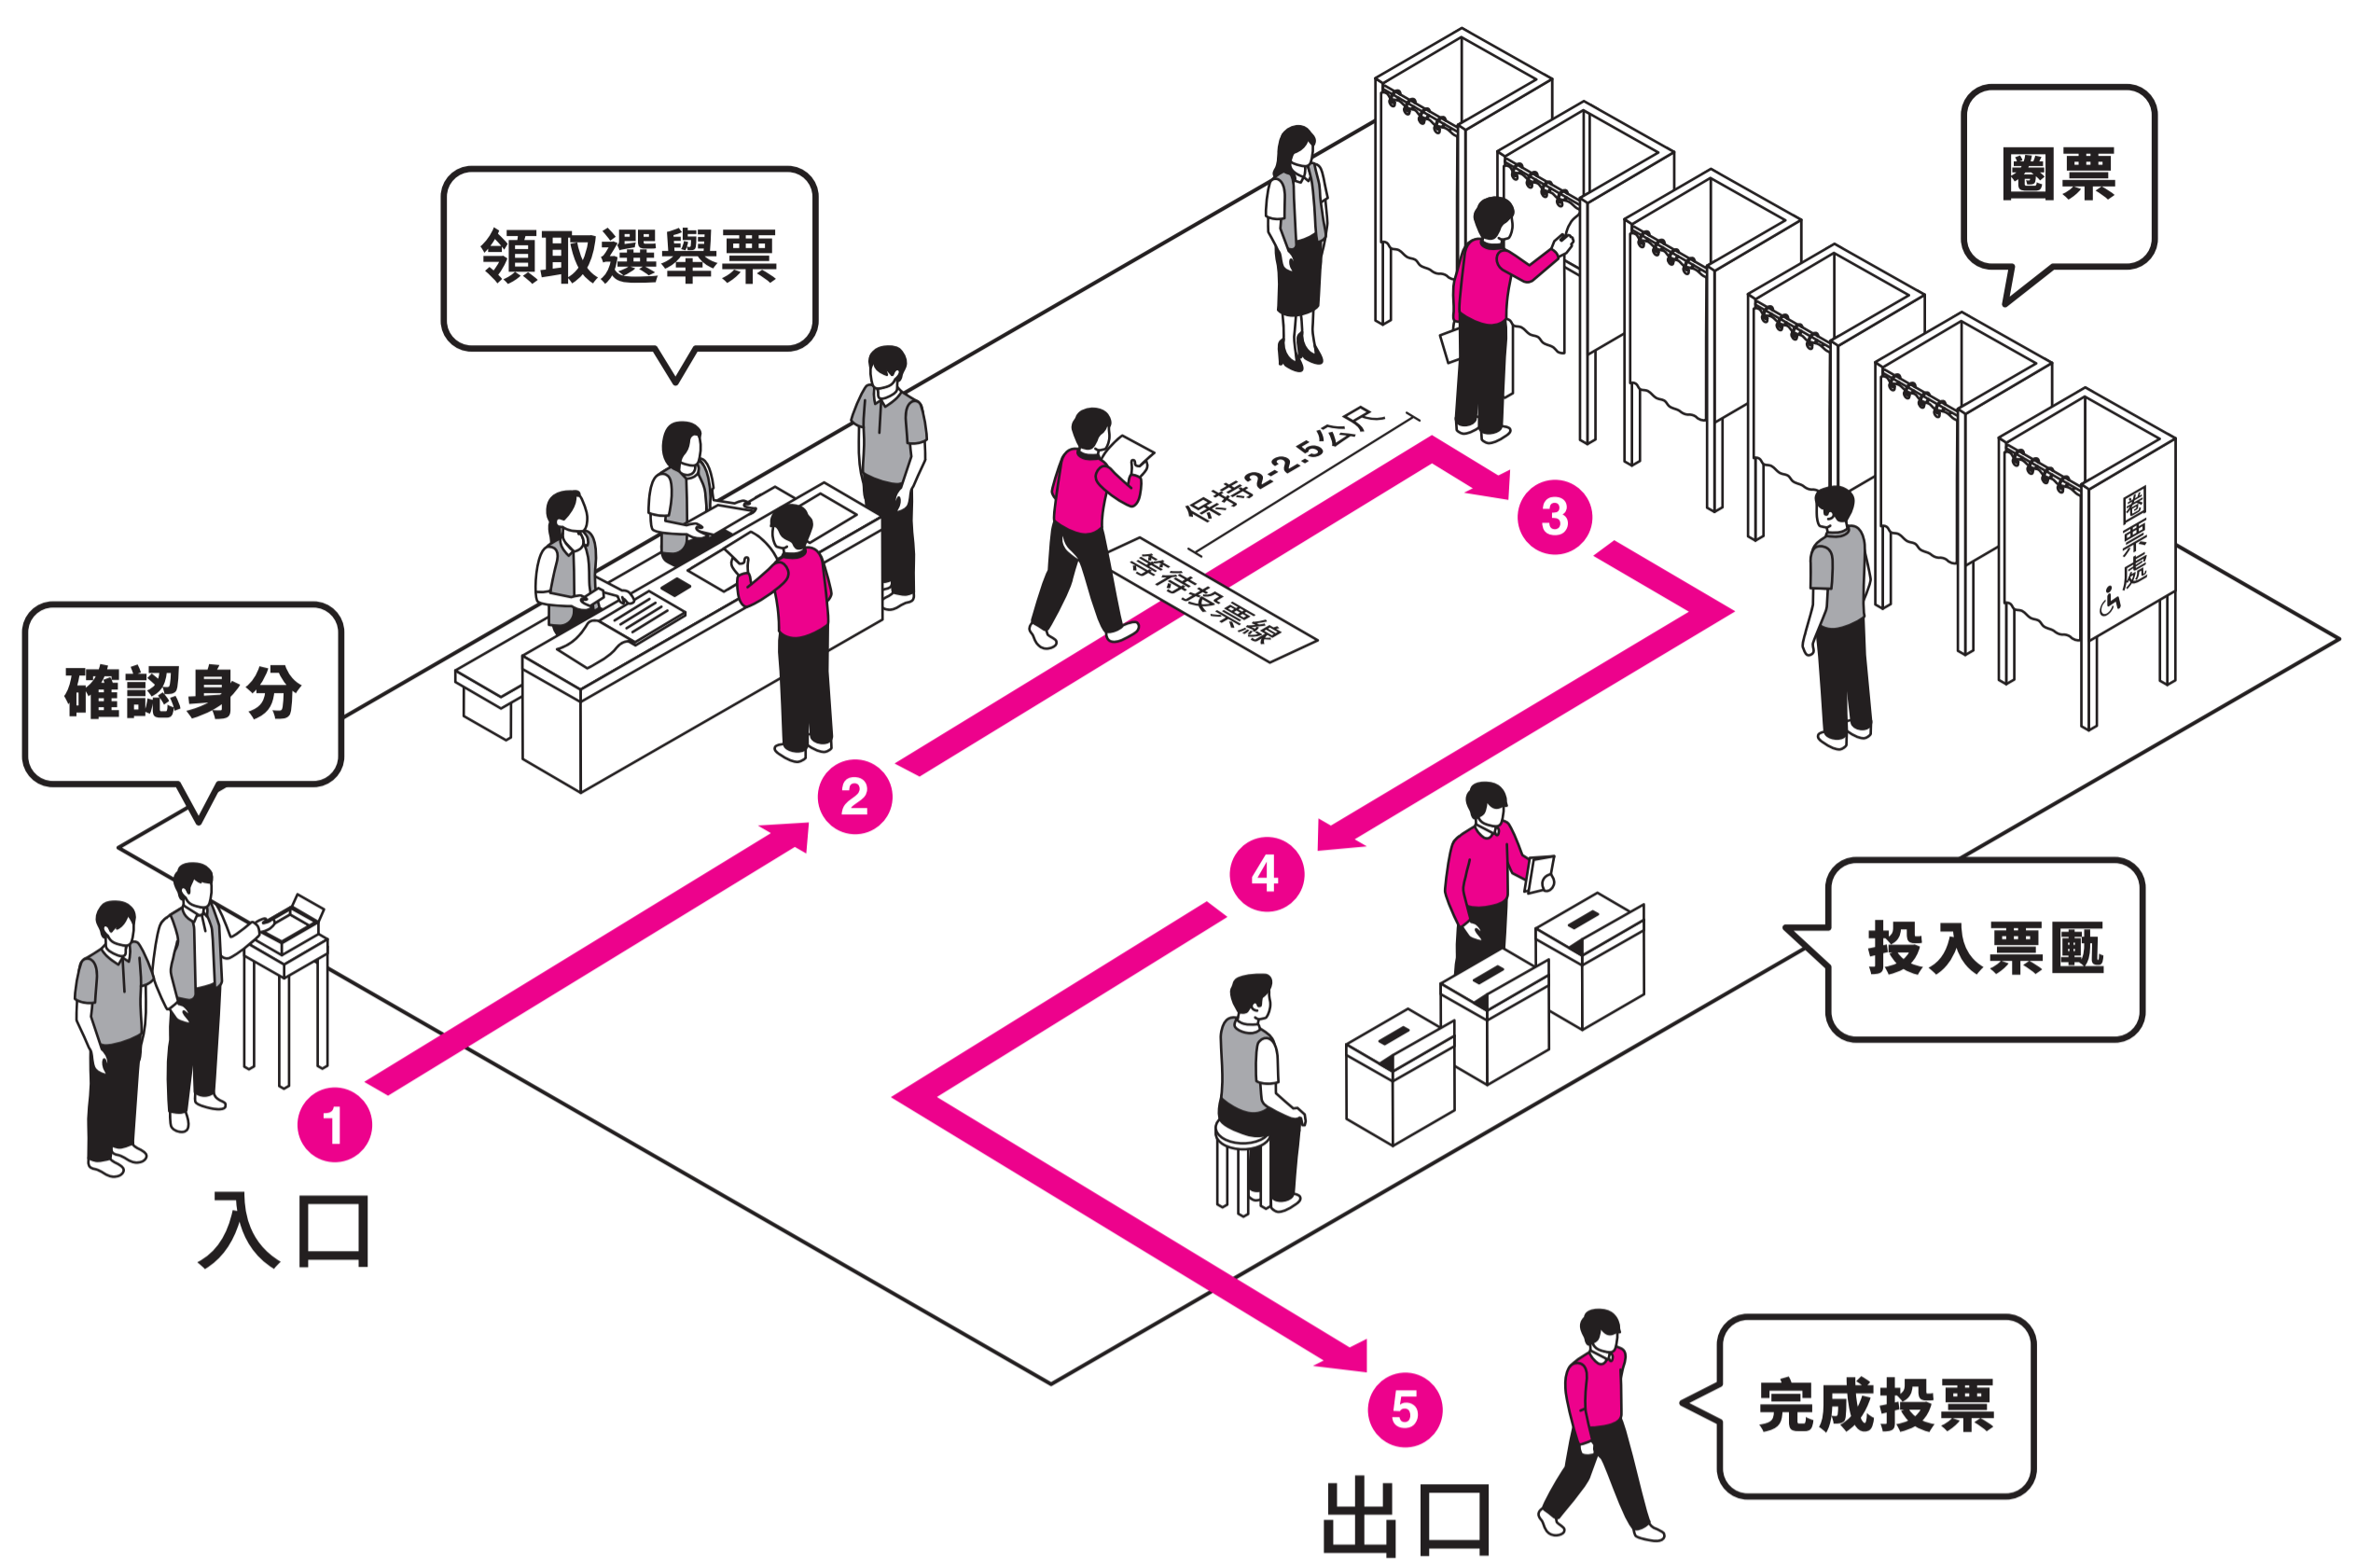 圈票
領取選舉票
確認身分
保持2-2.5公尺
等待投票線
圈票處
投入票匭
完成投票
1
2
3
4
5
入口
出口